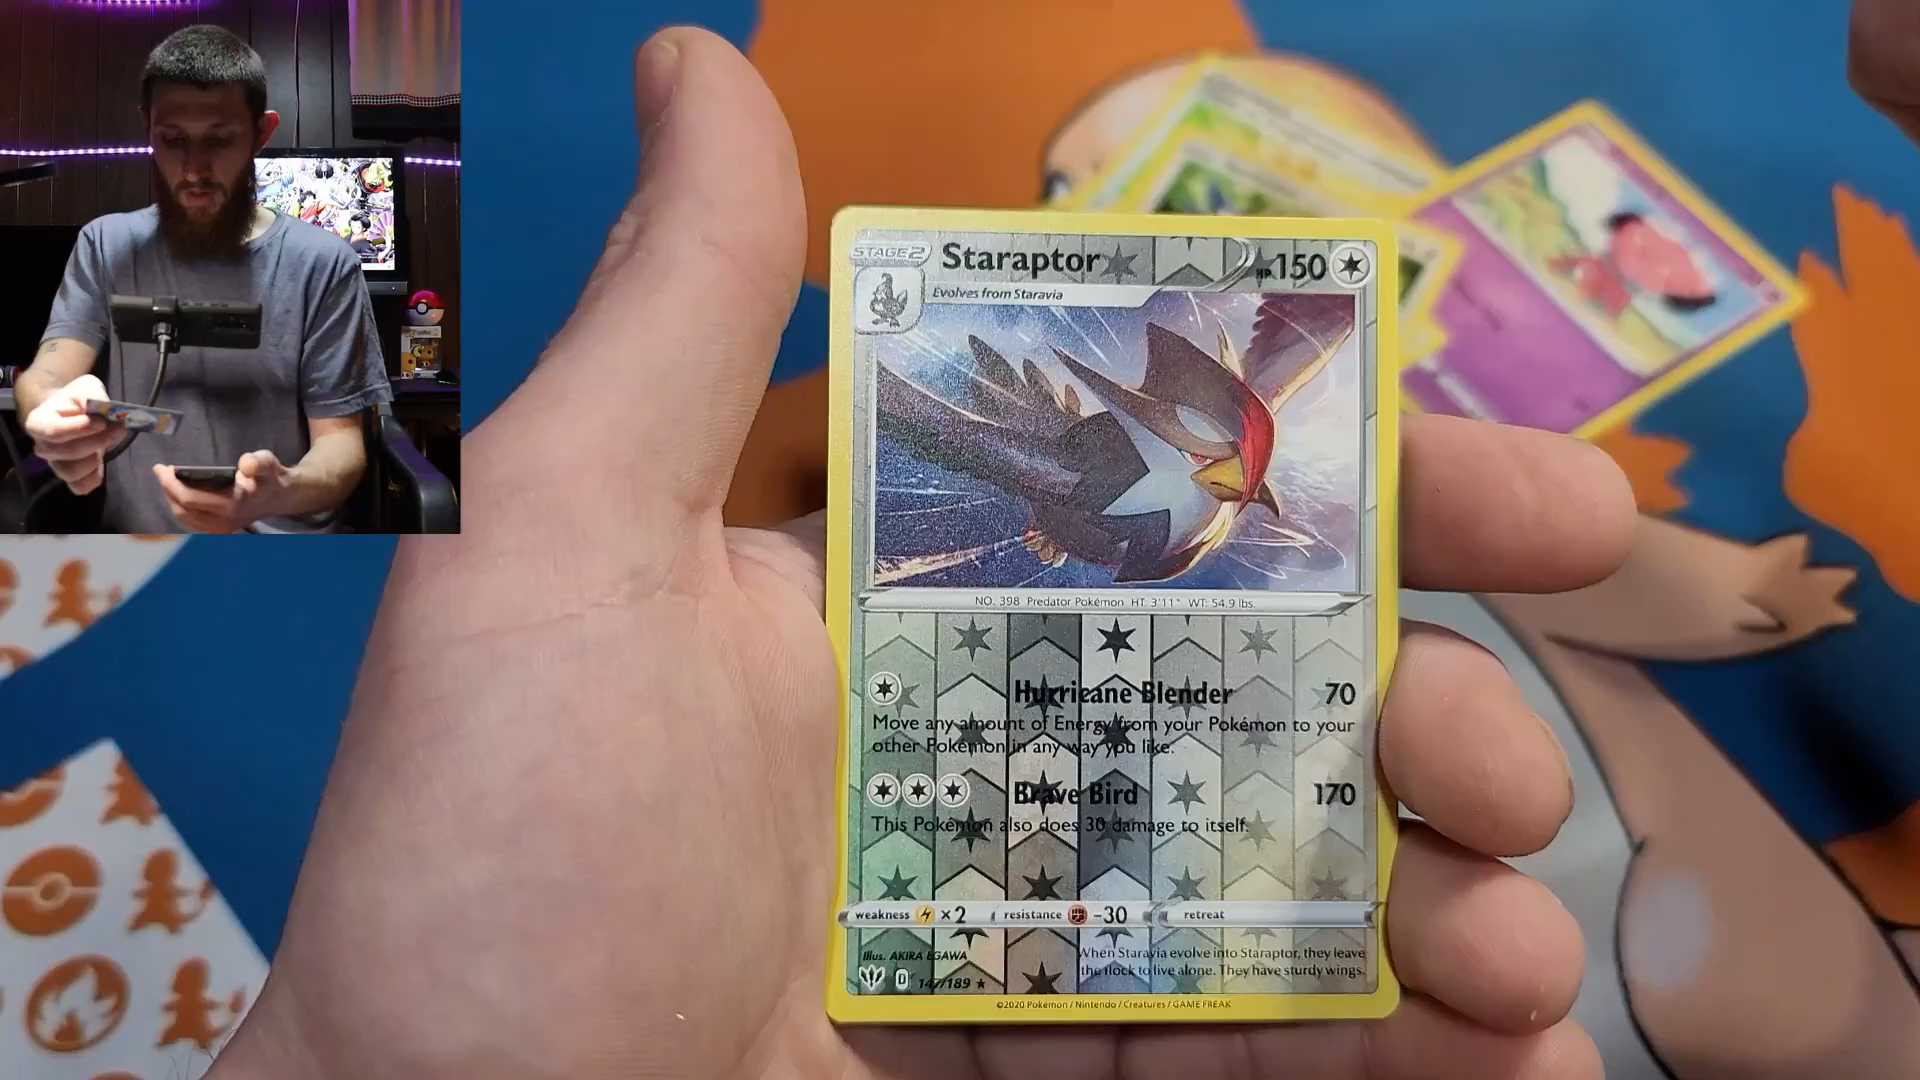 STAGE2
Staraptor
HP 150
Evolves from Staravia
NO. 398 Predator Pokémon HT: 3'11" WT: 54.9 lbs.
Hurricane Blender 70
Move any amount of Energy from your Pokémon to your
other Pokémon in any way you like.
Brave Bird 170
This Pokémon also does 30 damage to itself.
weakness ×2 resistance -30 retreat
Illus. AKIRA EGAWA
When Staravia evolve into Staraptor, they leave
the flock to live alone. They have sturdy wings.
D 147/189 ★
©2020 Pokémon / Nintendo / Creatures / GAME FREAK